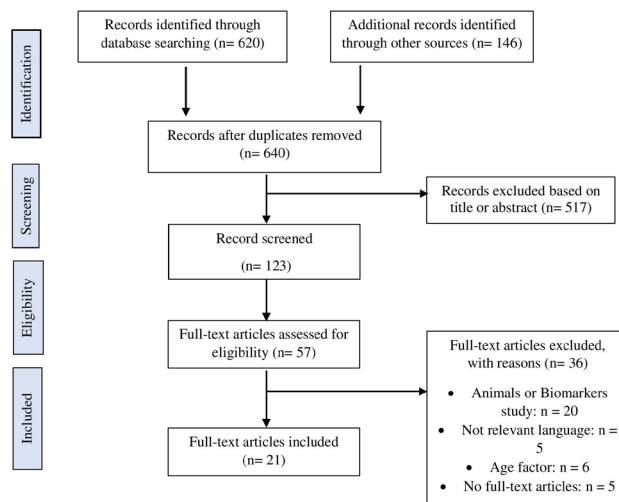 Identification
Records identified through
database searching (n= 620)
Additional records identified
through other sources (n= 146)
Records after duplicates removed
(n= 640)
Screening
Records excluded based on
title or abstract (n= 517)
Record screened
(n= 123)
Eligibility
Full-text articles assessed for
eligibility (n= 57)
Full-text articles excluded,
with reasons (n= 36)
• Animals or Biomarkers
study: n = 20
• Not relevant language: n =
5
• Age factor: n = 6
• No full-text articles: n = 5
Included
Full-text articles included
(n= 21)